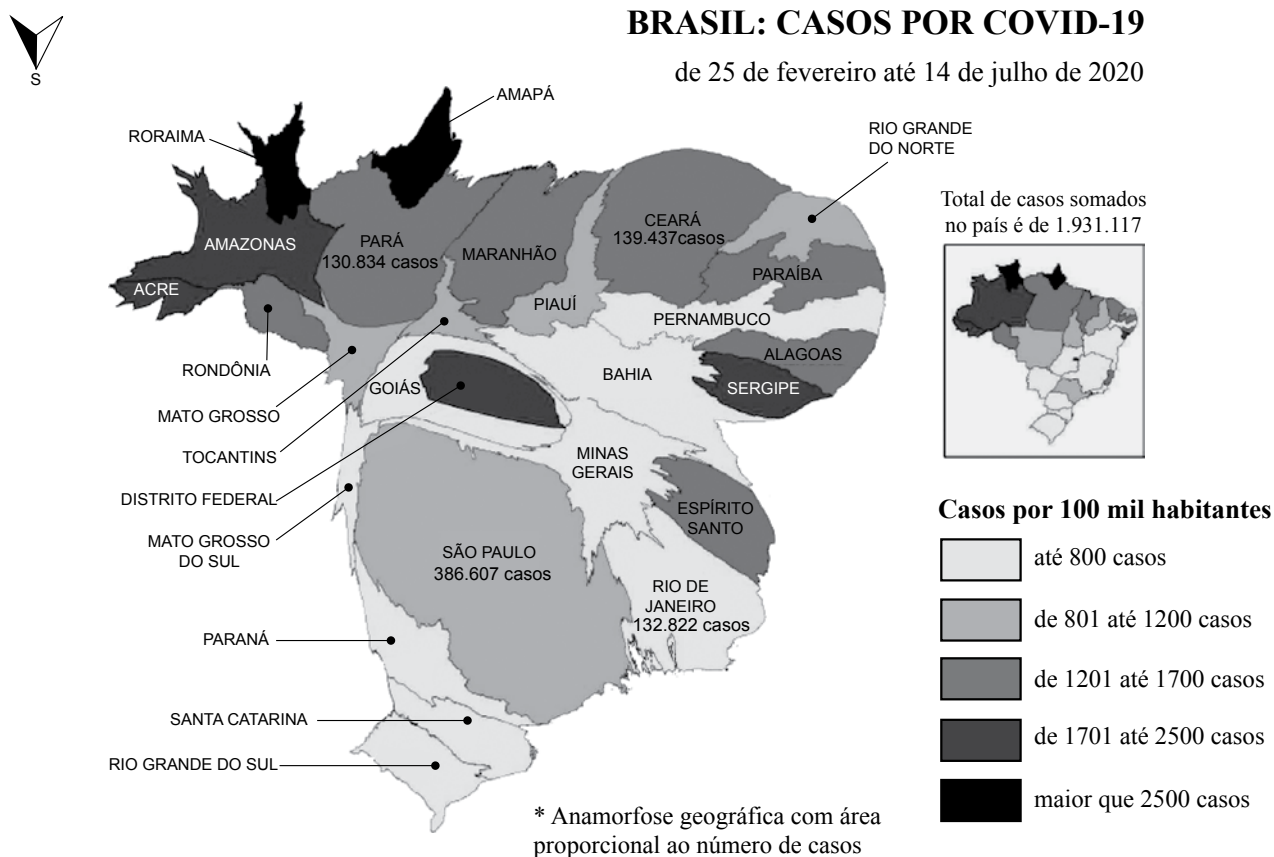 BRASIL: CASOS POR COVID-19
de 25 de fevereiro até 14 de julho de 2020
S
AMAPÁ
RORAIMA
RIO GRANDE
DO NORTE
Total de casos somados
no país é de 1.931.117
CEARÁ
139.437casos
AMAZONAS
PARÁ
130.834 casos
MARANHÃO
PARAÍBA
ACRE
PIAUÍ
PERNAMBUCO
ALAGOAS
RONDÔNIA
BAHIA
GOIÁS
SERGIPE
MATO GROSSO
TOCANTINS
MINAS
GERAIS
DISTRITO FEDERAL
ESPÍRITO
SANTO
MATO GROSSO
DO SUL
SÃO PAULO
386.607 casos
RIO DE
JANEIRO
132.822 casos
PARANÁ
SANTA CATARINA
RIO GRANDE DO SUL
Casos por 100 mil habitantes
até 800 casos
de 801 até 1200 casos
de 1201 até 1700 casos
de 1701 até 2500 casos
maior que 2500 casos
* Anamorfose geográfica com área
proporcional ao número de casos